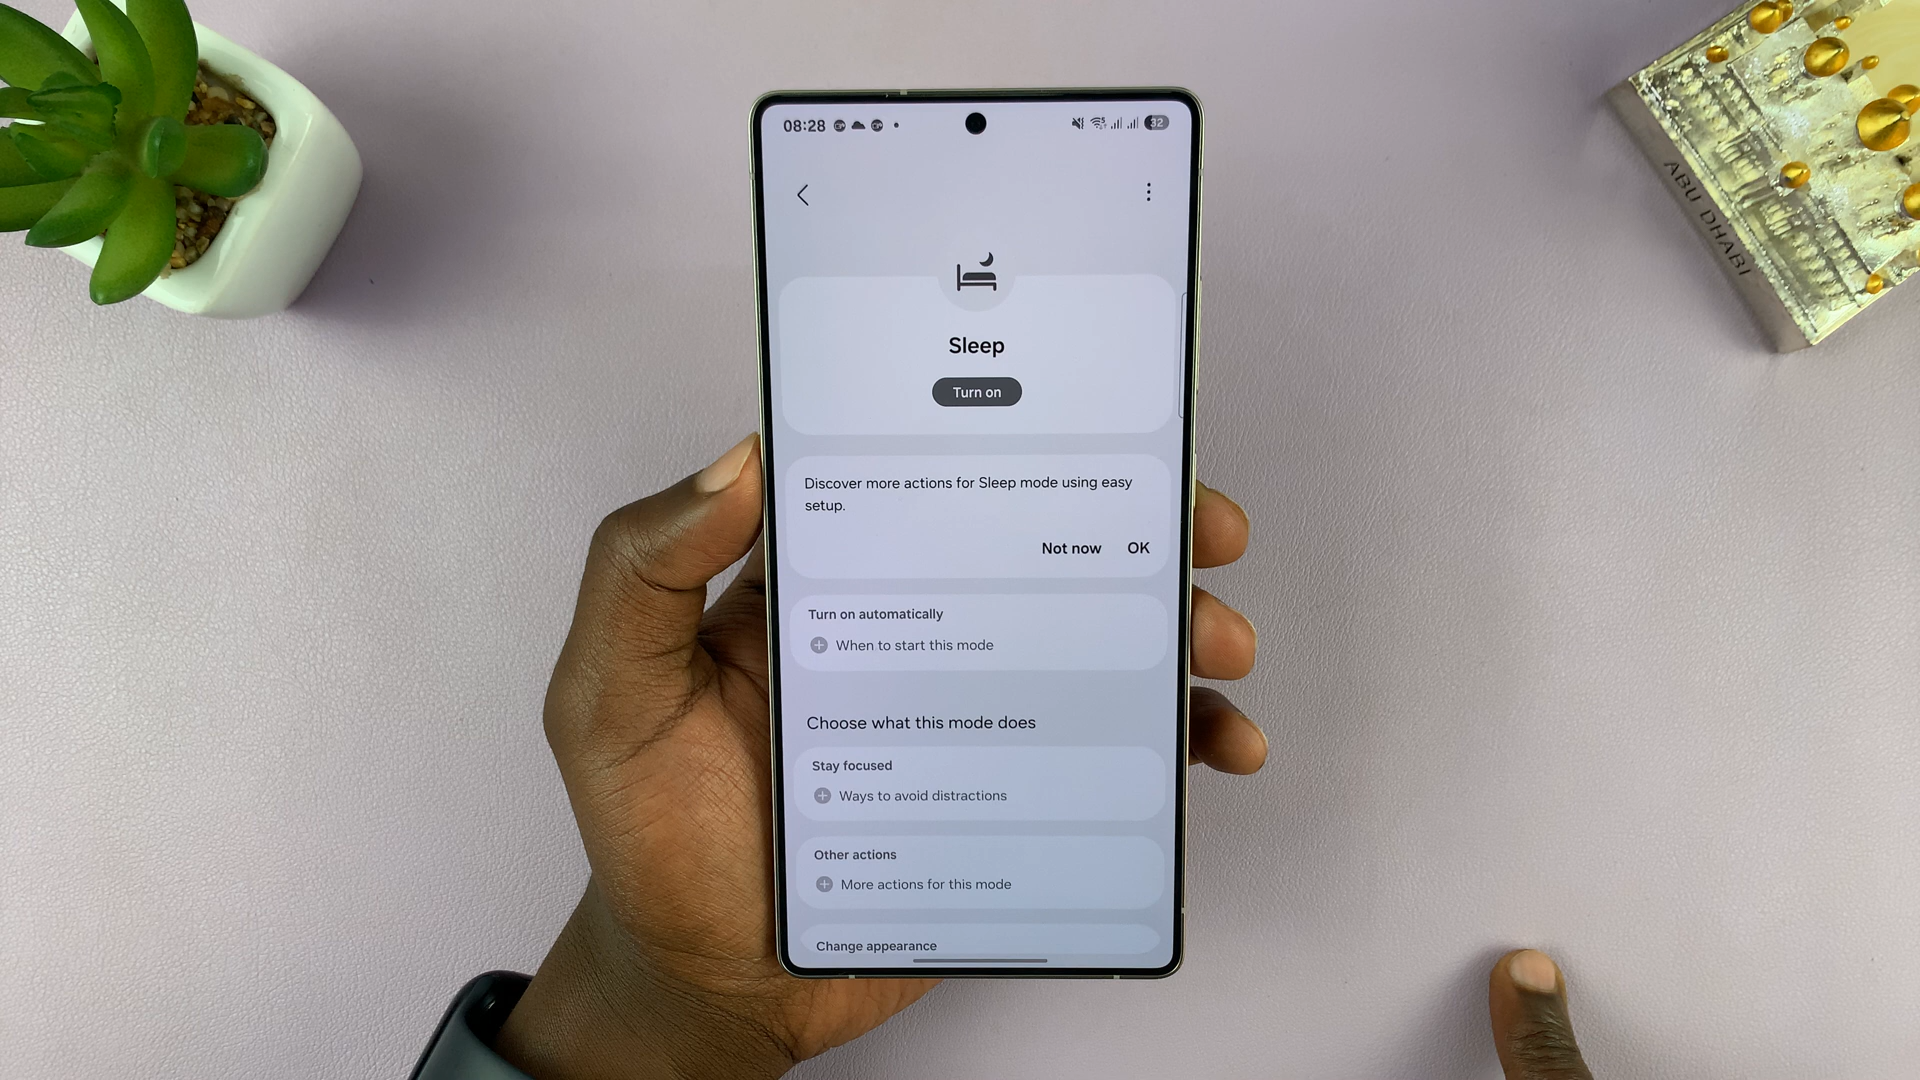 08:28
32
Sleep
Turn on
Discover more actions for Sleep mode using easy
setup.
Not now OK
Turn on automatically
When to start this mode
Choose what this mode does
Stay focused
Ways to avoid distractions
Other actions
More actions for this mode
Change appearance
ABU DHABI